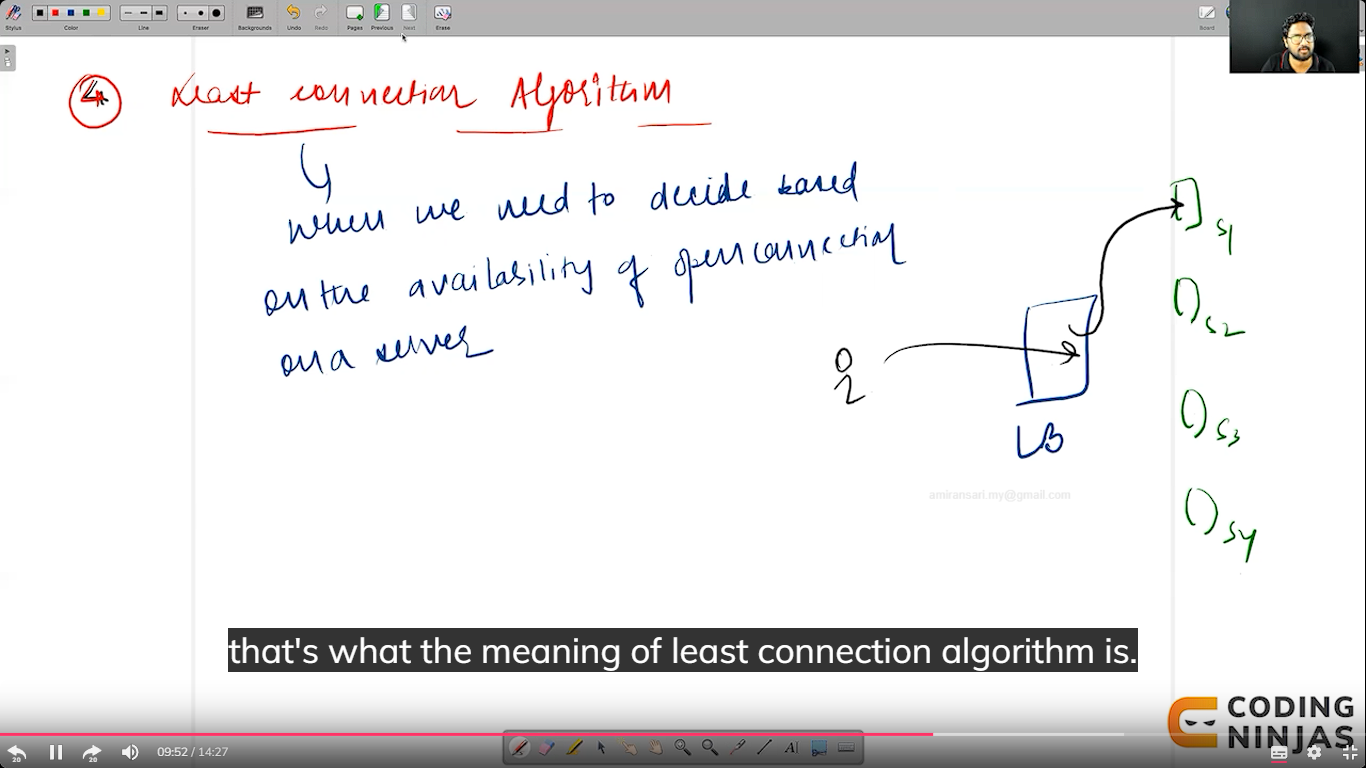 Stylus
Color
Line
Eraser
Backgrounds
Undo
Redo
Pages
Previous
Next
Erase
Board
4. Least connection Algorithm
When we need to decide based
on the availability of open connection
on a server
S1
S2
S3
S4
LB
amiransari.my@gmail.com
that's what the meaning of least connection algorithm is.
CODING
NINJAS
20
20
09:52 / 14:27